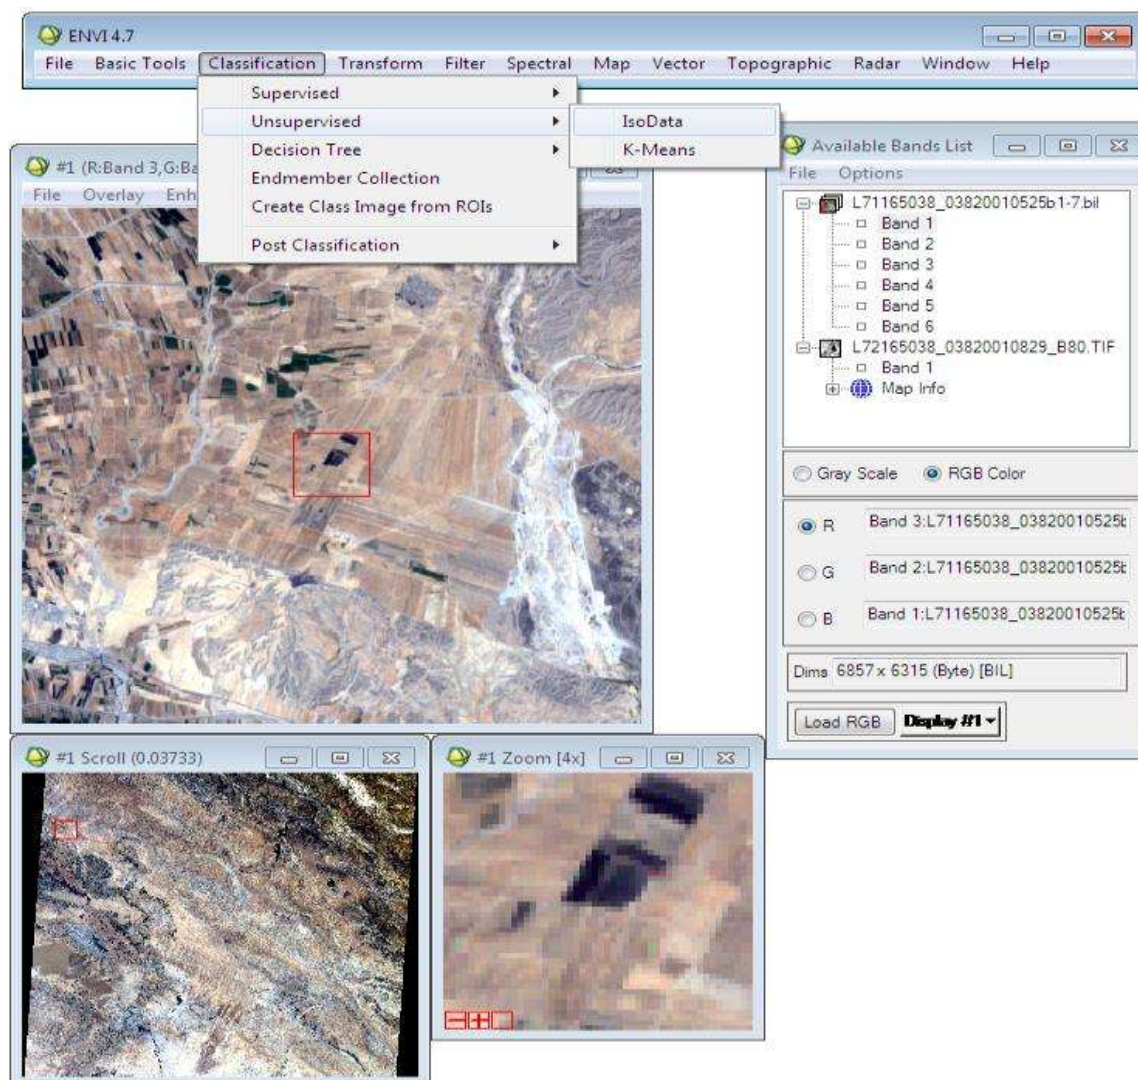 ENVI 4.7
File Basic Tools Classification Transform Filter Spectral Map Vector Topographic Radar Window Help
Supervised
Unsupervised
Decision Tree
Endmember Collection
Create Class Image from ROIs
Post Classification
IsoData
K-Means
#1 (R:Band 3,G:Ba
File Overlay Enh
Available Bands List
File Options
L71165038_03820010525b1-7.bil
Band 1
Band 2
Band 3
Band 4
Band 5
Band 6
L72165038_03820010829_B80.TIF
Band 1
Map Info
Gray Scale RGB Color
R Band 3:L71165038_03820010525b
G Band 2:L71165038_03820010525b
B Band 1:L71165038_03820010525b
Dims 6857 x 6315 (Byte) [BIL]
Load RGB Display #1
#1 Scroll (0.03733)
#1 Zoom [4x]